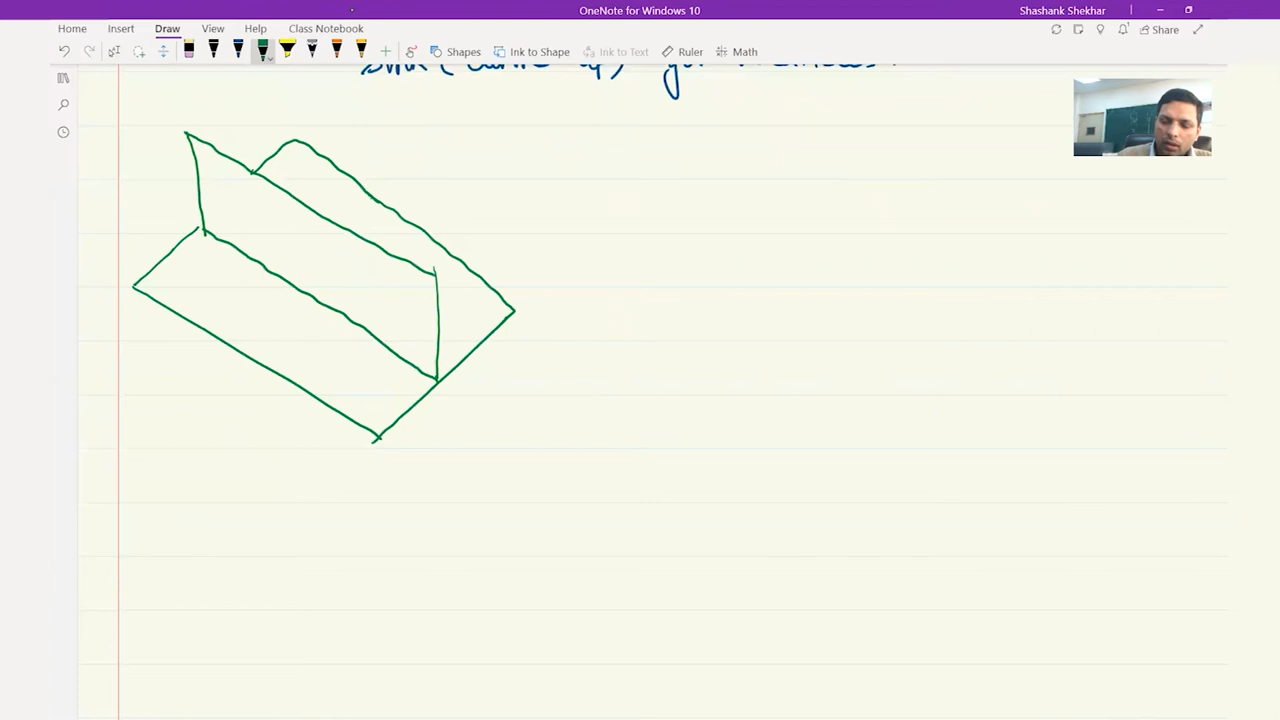 OneNote for Windows 10
Shashank Shekhar
Home Insert Draw View Help Class Notebook
Share
Shapes Ink to Shape Ink to Text Ruler Math